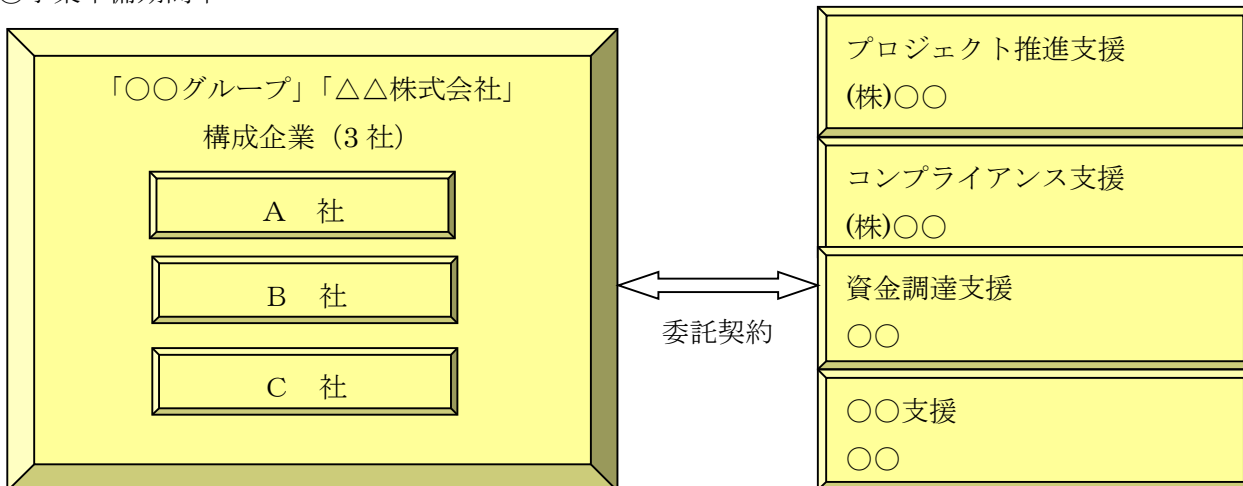 「○○グループ」「△△株式会社」
構成企業（3 社）
A　社
B　社
C　社
委託契約
プロジェクト推進支援
(株)○○
コンプライアンス支援
(株)○○
資金調達支援
○○
○○支援
○○